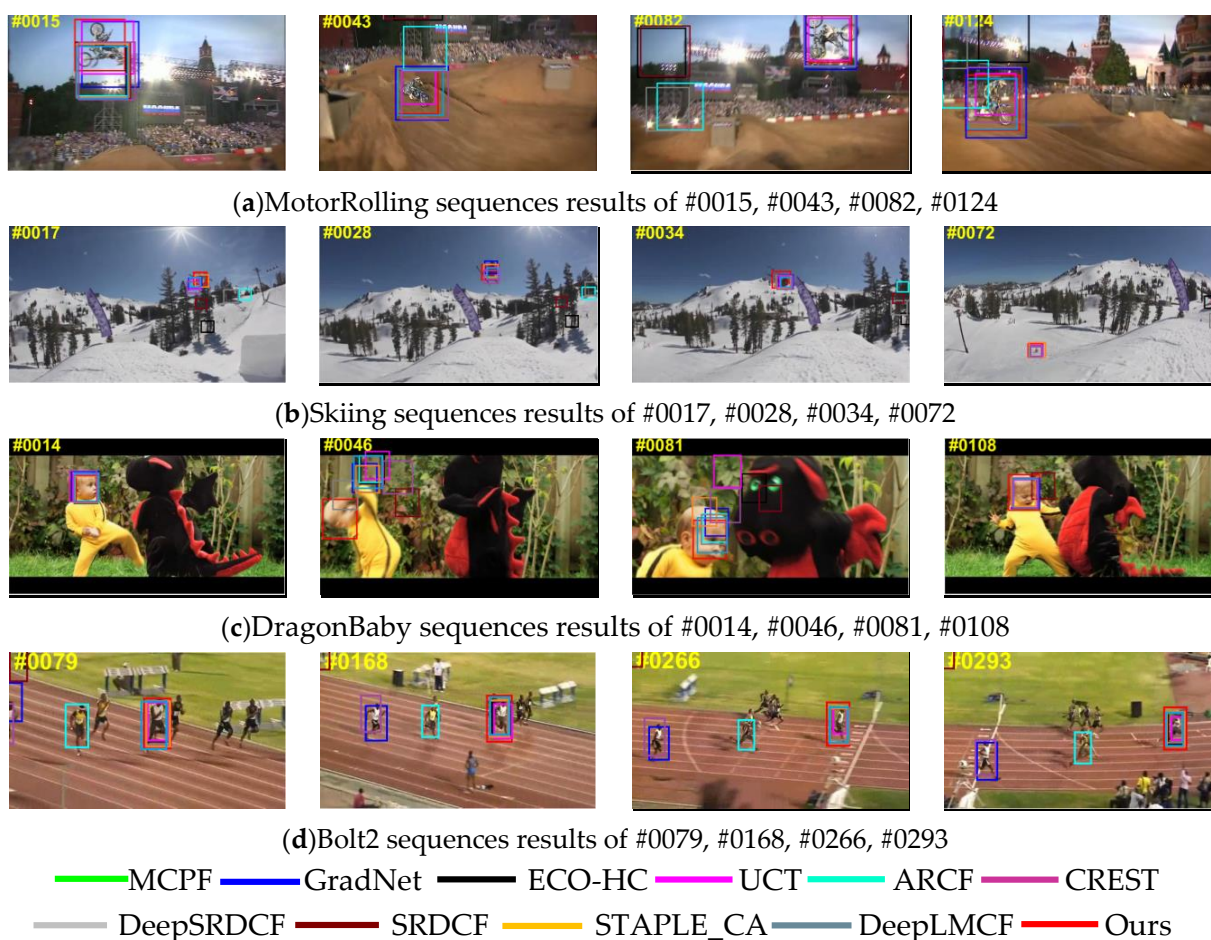 #0015 #0043 #0082 #0124
(a)MotorRolling sequences results of #0015, #0043, #0082, #0124
#0017 #0028 #0034 #0072
(b)Skiing sequences results of #0017, #0028, #0034, #0072
#0014 #0046 #0081 #0108
(c)DragonBaby sequences results of #0014, #0046, #0081, #0108
#0079 #0168 #0266 #0293
(d)Bolt2 sequences results of #0079, #0168, #0266, #0293
MCPF GradNet ECO-HC UCT ARCF CREST
DeepSRDCF SRDCF STAPLE_CA DeepLMCF Ours